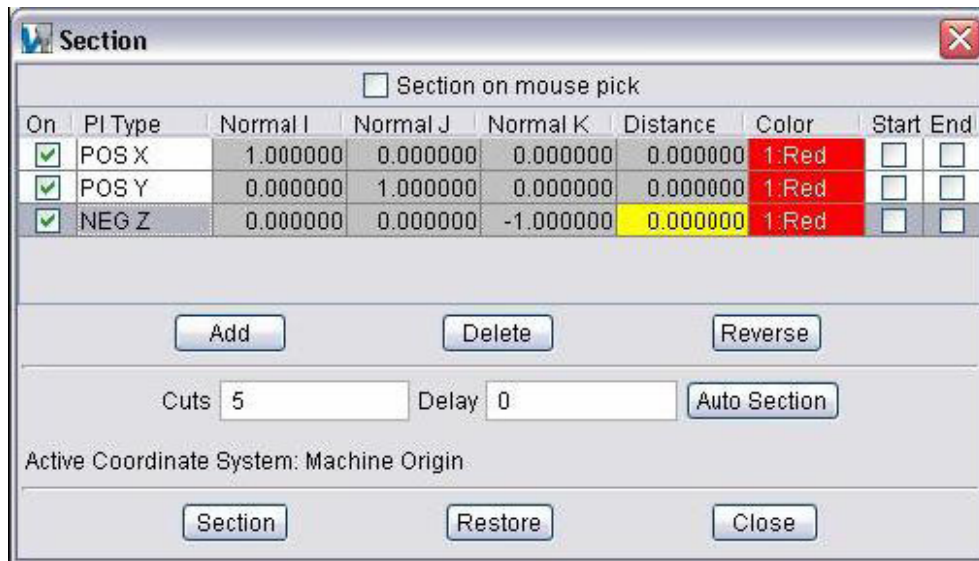 Section
Section on mouse pick
On Pl Type Normal I Normal J Normal K Distance Color Start End
POS X 1.000000 0.000000 0.000000 0.000000 1:Red
POS Y 0.000000 1.000000 0.000000 0.000000 1:Red
NEG Z 0.000000 0.000000 -1.000000 0.000000 1:Red
Add Delete Reverse
Cuts 5 Delay 0 Auto Section
Active Coordinate System: Machine Origin
Section Restore Close